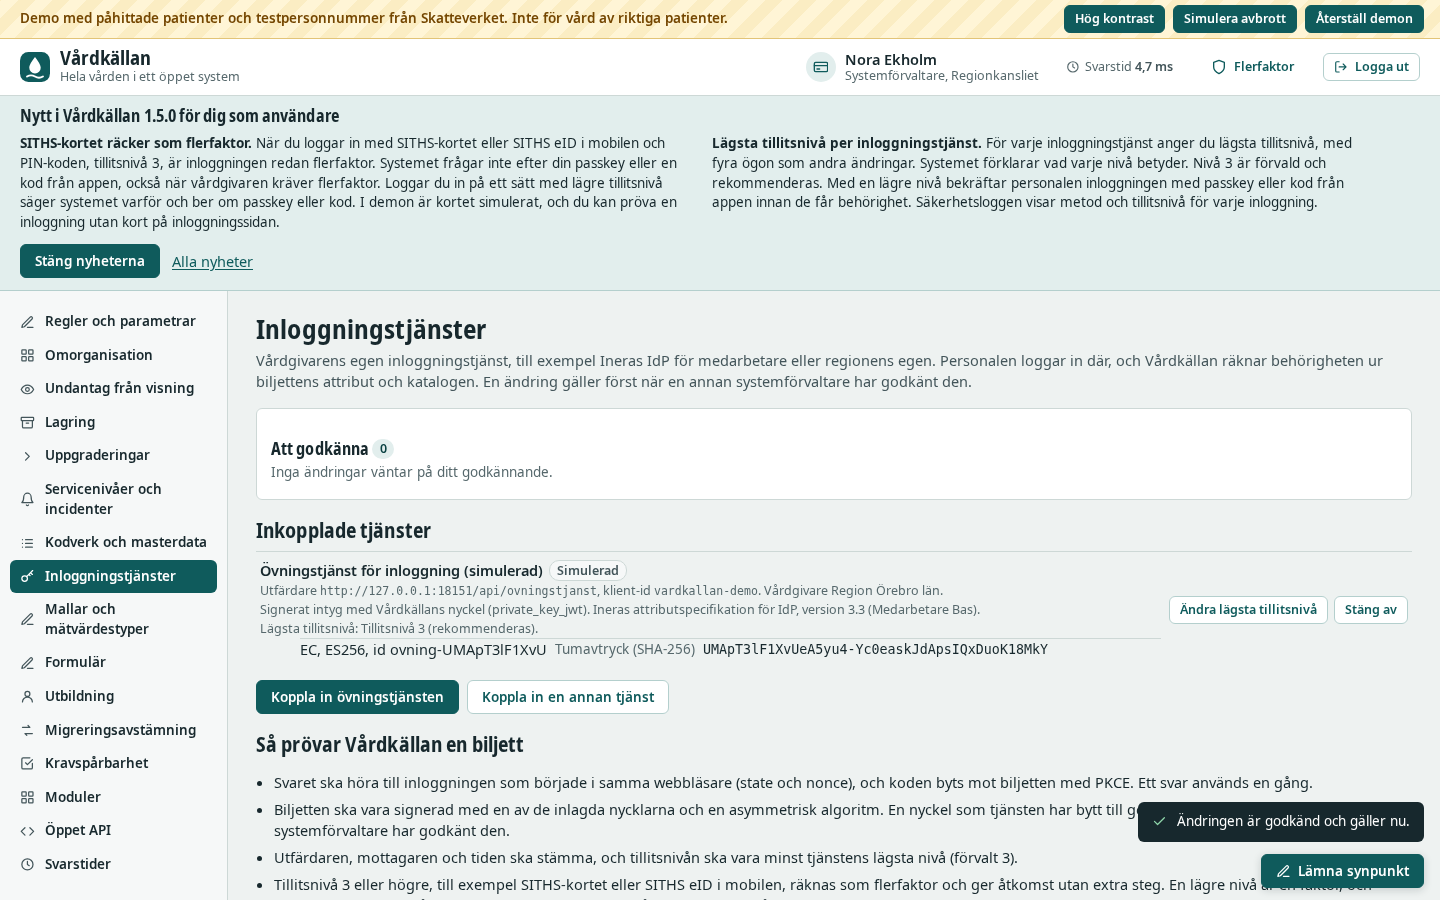 Demo med påhittade patienter och testpersonnummer från Skatteverket. Inte för vård av riktiga patienter.
Hög kontrast
Simulera avbrott
Återställ demon
Vårdkällan
Hela vården i ett öppet system
Nora Ekholm
Systemförvaltare, Regionkansliet
Svarstid 4,7 ms
Flerfaktor
Logga ut
Nytt i Vårdkällan 1.5.0 för dig som användare
SITHS-kortet räcker som flerfaktor. När du loggar in med SITHS-kortet eller SITHS eID i mobilen och
PIN-koden, tillitsnivå 3, är inloggningen redan flerfaktor. Systemet frågar inte efter din passkey eller en
kod från appen, också när vårdgivaren kräver flerfaktor. Loggar du in på ett sätt med lägre tillitsnivå
säger systemet varför och ber om passkey eller kod. I demon är kortet simulerat, och du kan pröva en
inloggning utan kort på inloggningssidan.
Lägsta tillitsnivå per inloggningtjänst. För varje inloggningtjänst anger du lägsta tillitsnivå, med
fyra ögon som andra ändringar. Systemet förklarar vad varje nivå betyder. Nivå 3 är förvald och
rekommenderas. Med en lägre nivå bekräftar personalen inloggningen med passkey eller kod från
appen innan de får behörighet. Säkerhetsloggen visar metod och tillitsnivå för varje inloggning.
Stäng nyheterna
Alla nyheter
Regler och parametrar
Omorganisation
Undantag från visning
Lagring
Uppgraderingar
Servicenivåer och
incidenter
Kodverk och masterdata
Inloggningstjänster
Mallar och
mätvärdestyper
Formulär
Utbildning
Migreringsavstämning
Kravspårbarhet
Moduler
Öppet API
Svarstider
Inloggningstjänster
Vårdgivarens egen inloggningstjänst, till exempel Ineras IdP för medarbetare eller regionens egen. Personalen loggar in där, och Vårdkällan räknar behörigheten ur
biljettens attribut och katalogen. En ändring gäller först när en annan systemförvaltare har godkänt den.
Att godkänna 0
Inga ändringar väntar på ditt godkännande.
Inkopplade tjänster
Övningstjänst för inloggning (simulerad) Simulerad
Utfärdare http://127.0.0.1:18151/api/ovningstjanst, klient-id vardkallan-demo. Vårdgivare Region Örebro län.
Signerat intyg med Vårdkällans nyckel (private_key_jwt). Ineras attributspecifikation för IdP, version 3.3 (Medarbetare Bas).
Lägsta tillitsnivå: Tillitsnivå 3 (rekommenderas).
Ändra lägsta tillitsnivå
Stäng av
EC, ES256, id ovning-UMApT3lF1XvU Tumavtryck (SHA-256) UMApT3lF1XvUeA5yu4-Yc0easkJdApsIQxDuoK18MkY
Koppla in övningstjänsten
Koppla in en annan tjänst
Så prövar Vårdkällan en biljett
Svaret ska höra till inloggningen som började i samma webbläsare (state och nonce), och koden byts mot biljetten med PKCE. Ett svar används en gång.
Biljetten ska vara signerad med en av de inlagda nycklarna och en asymmetrisk algoritm. En nyckel som tjänsten har bytt till
systemförvaltare har godkänt den.
Utfärdaren, mottagaren och tiden ska stämma, och tillitsnivån ska vara minst tjänstens lägsta nivå (förvalt 3).
Tillitsnivå 3 eller högre, till exempel SITHS-kortet eller SITHS eID i mobilen, räknas som flerfaktor och ger åtkomst utan extra steg. En lägre nivå
Ändringen är godkänd och gäller nu.
Lämna synpunkt